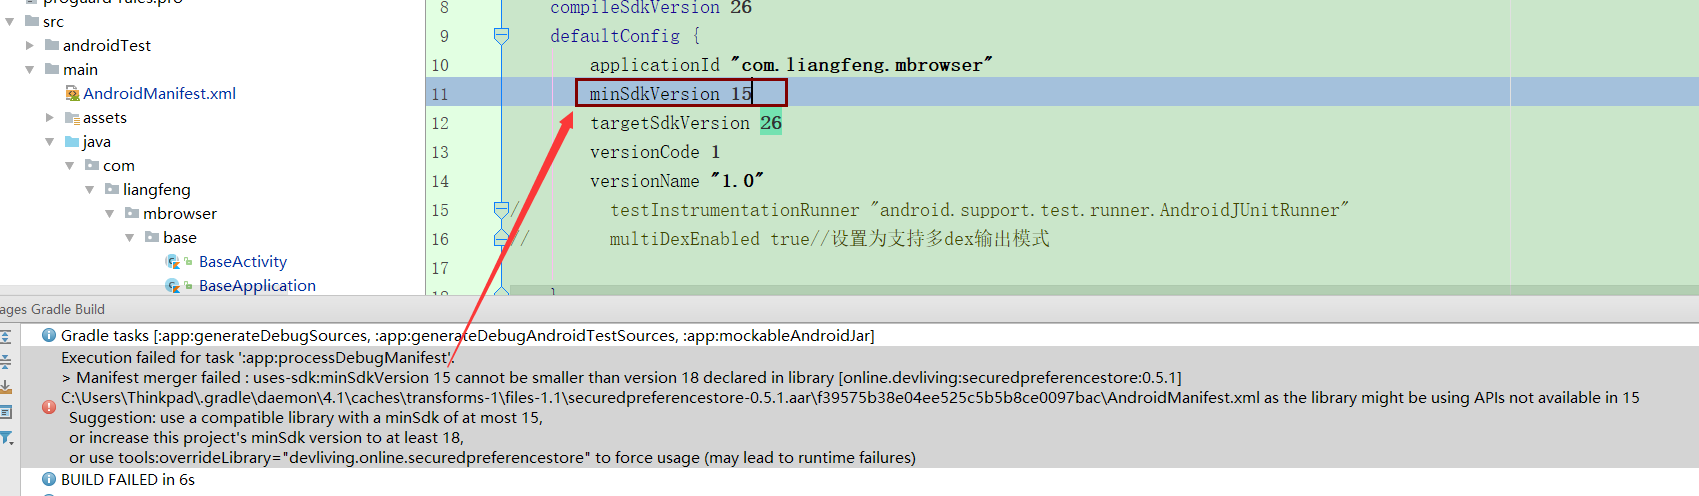 proguard-rules.pro
src
androidTest
main
AndroidManifest.xml
assets
java
com
liangfeng
mbrowser
base
BaseActivity
BaseApplication
8 compileSdkVersion 26
9 defaultConfig {
10 applicationId "com.liangfeng.mbrowser"
11 minSdkVersion 15
12 targetSdkVersion 26
13 versionCode 1
14 versionName "1.0"
15 // testInstrumentationRunner "android.support.test.runner.AndroidJUnitRunner"
16 // multiDexEnabled true//设置为支持多dex输出模式
17
18 }
ages Gradle Build
Gradle tasks [:app:generateDebugSources, :app:generateDebugAndroidTestSources, :app:mockableAndroidJar]
Execution failed for task ':app:processDebugManifest'.
> Manifest merger failed : uses-sdk:minSdkVersion 15 cannot be smaller than version 18 declared in library [online.devliving:securedpreferencestore:0.5.1]
C:\Users\Thinkpad\.gradle\daemon\4.1\caches\transforms-1\files-1.1\securedpreferencestore-0.5.1.aar\f39575b38e04ee525c5b5b8ce0097bac\AndroidManifest.xml as the library might be using APIs not available in 15
Suggestion: use a compatible library with a minSdk of at most 15,
or increase this project's minSdk version to at least 18,
or use tools:overrideLibrary="devliving.online.securedpreferencestore" to force usage (may lead to runtime failures)
BUILD FAILED in 6s